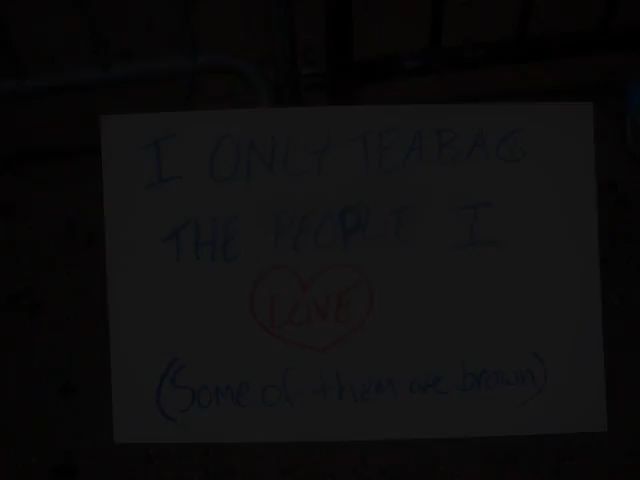 I ONLY TEABAG
THE PEOPLE I
LOVE
(Some of them are brown)